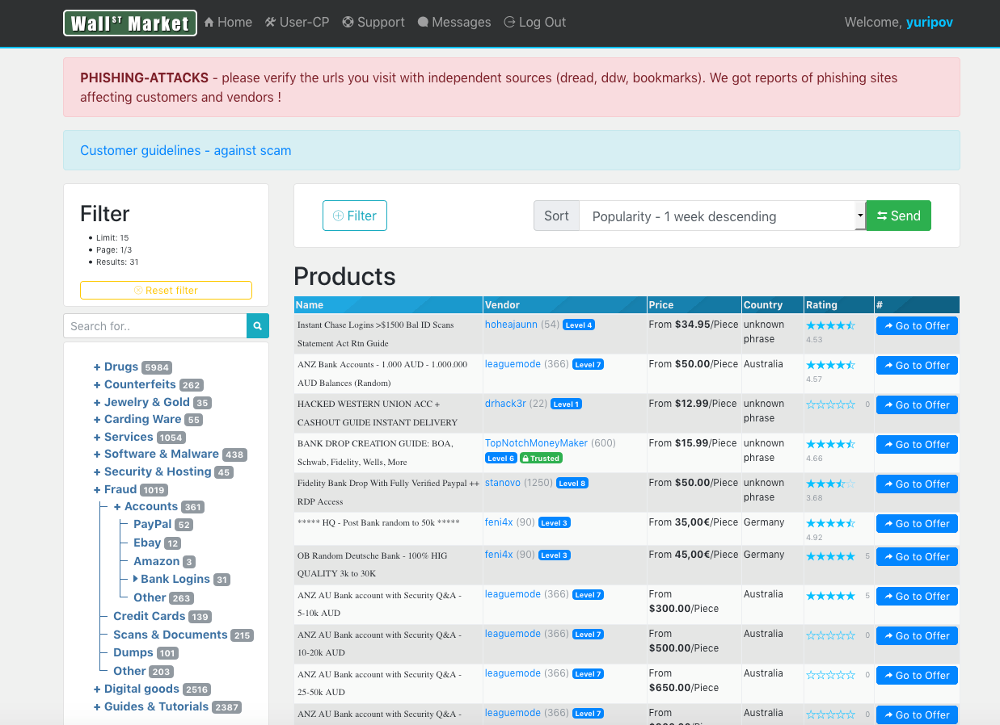 Wall ST Market Home User-CP Support Messages Log Out Welcome, yuripov
PHISHING-ATTACKS - please verify the urls you visit with independent sources (dread, ddw, bookmarks). We got reports of phishing sites
affecting customers and vendors !
Customer guidelines - against scam
Filter
Limit: 15
Page: 1/3
Results: 31
Reset filter
Search for..
+ Drugs 5984
+ Counterfeits 262
+ Jewelry & Gold 35
+ Carding Ware 55
+ Services 1054
+ Software & Malware 438
+ Security & Hosting 45
+ Fraud 1019
+ Accounts 361
PayPal 52
Ebay 12
Amazon 3
Bank Logins 31
Other 263
Credit Cards 139
Scans & Documents 215
Dumps 101
Other 203
+ Digital goods 2516
+ Guides & Tutorials 2387
Filter Sort Popularity - 1 week descending Send
Products
Name Vendor Price Country Rating #
Instant Chase Logins >$1500 Bal ID Scans hoheajaunn (54) Level 4 From $34.95/Piece unknown Go to Offer
Statement Act Rtn Guide phrase 4.53
ANZ Bank Accounts - 1.000 AUD - 1.000.000 leaguemode (366) Level 7 From $50.00/Piece Australia Go to Offer
AUD Balances (Random) 4.57
HACKED WESTERN UNION ACC + drhack3r (22) Level 1 From $12.99/Piece unknown 0 Go to Offer
CASHOUT GUIDE INSTANT DELIVERY phrase
BANK DROP CREATION GUIDE: BOA, TopNotchMoneyMaker (600) From $15.99/Piece unknown Go to Offer
Schwab, Fidelity, Wells, More Level 6 Trusted phrase 4.66
Fidelity Bank Drop With Fully Verified Paypal ++ stanovo (1250) Level 8 From $50.00/Piece unknown Go to Offer
RDP Access phrase 3.68
***** HQ - Post Bank random to 50k ***** feni4x (90) Level 3 From 35,00€/Piece Germany Go to Offer
4.92
OB Random Deutsche Bank - 100% HIG feni4x (90) Level 3 From 45,00€/Piece Germany 5 Go to Offer
QUALITY 3k to 30K
ANZ AU Bank account with Security Q&A - leaguemode (366) Level 7 From Australia 5 Go to Offer
5-10k AUD $300.00/Piece
ANZ AU Bank account with Security Q&A - leaguemode (366) Level 7 From Australia 0 Go to Offer
10-20k AUD $500.00/Piece
ANZ AU Bank account with Security Q&A - leaguemode (366) Level 7 From Australia 0 Go to Offer
25-50k AUD $650.00/Piece
ANZ AU Bank account with Security Q&A - leaguemode (366) Level 7 From Australia 0 Go to Offer